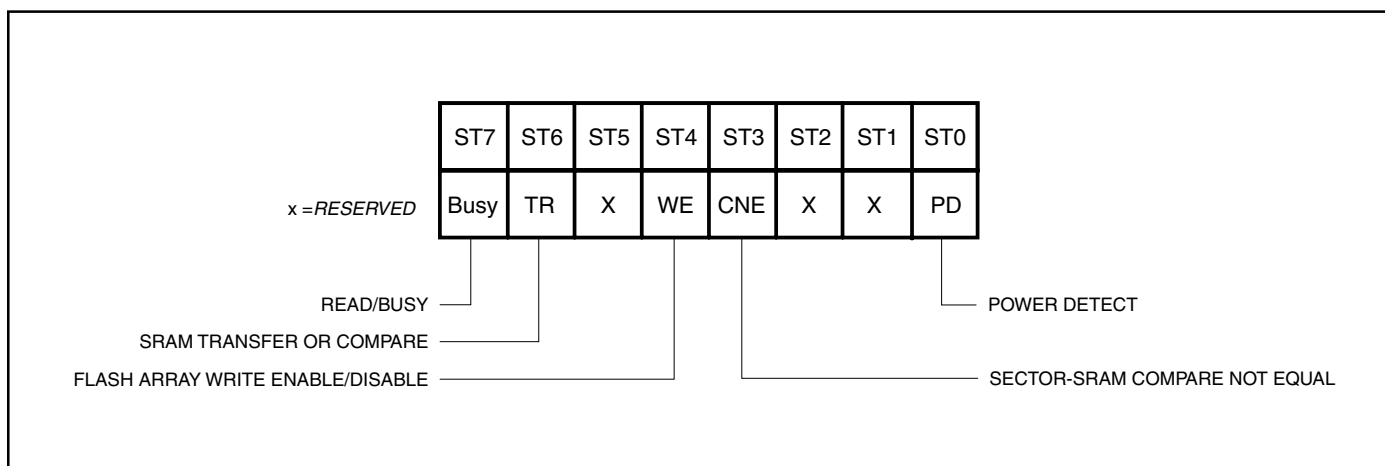 ST7 ST6 ST5 ST4 ST3 ST2 ST1 ST0
x =RESERVED Busy TR X WE CNE X X PD
READ/BUSY POWER DETECT
SRAM TRANSFER OR COMPARE
FLASH ARRAY WRITE ENABLE/DISABLE SECTOR-SRAM COMPARE NOT EQUAL